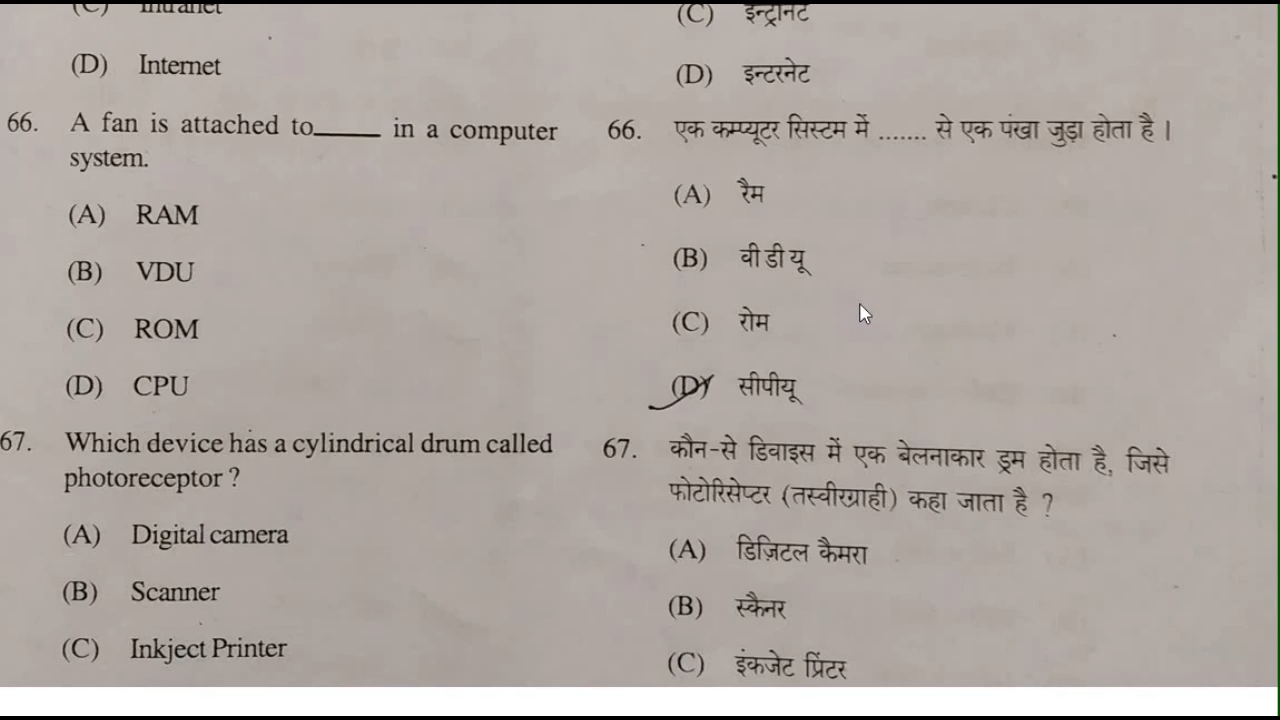 (C) Intranet
(D) Internet
66. A fan is attached to_____ in a computer
system.
(A) RAM
(B) VDU
(C) ROM
(D) CPU
67. Which device has a cylindrical drum called
photoreceptor ?
(A) Digital camera
(B) Scanner
(C) Inkject Printer
(C) इन्ट्रानेट
(D) इन्टरनेट
66. एक कम्प्यूटर सिस्टम में ....... से एक पंखा जुड़ा होता है ।
(A) रैम
(B) वी डी यू
(C) रोम
(D) सीपीयू
67. कौन-से डिवाइस में एक बेलनाकार ड्रम होता है, जिसे
फोटोरिसेप्टर (तस्वीरग्राही) कहा जाता है ?
(A) डिज़िटल कैमरा
(B) स्कैनर
(C) इंकजेट प्रिंटर